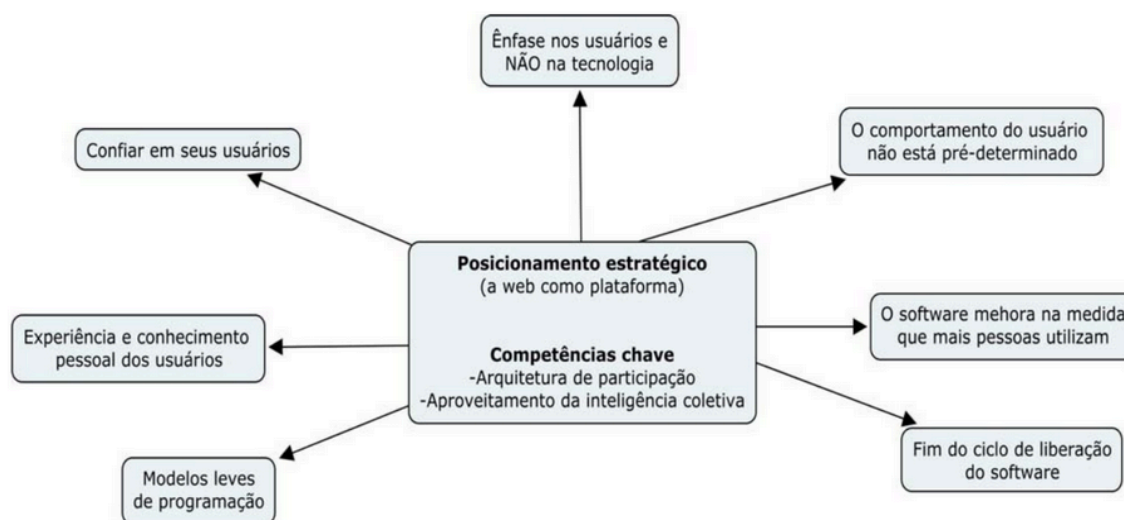 Ênfase nos usuários e
NÃO na tecnologia
Confiar em seus usuários
O comportamento do usuário
não está pré-determinado
Posicionamento estratégico
(a web como plataforma)
Competências chave
-Arquitetura de participação
-Aproveitamento da inteligência coletiva
Experiência e conhecimento
pessoal dos usuários
O software mehora na medida
que mais pessoas utilizam
Modelos leves
de programação
Fim do ciclo de liberação
do software